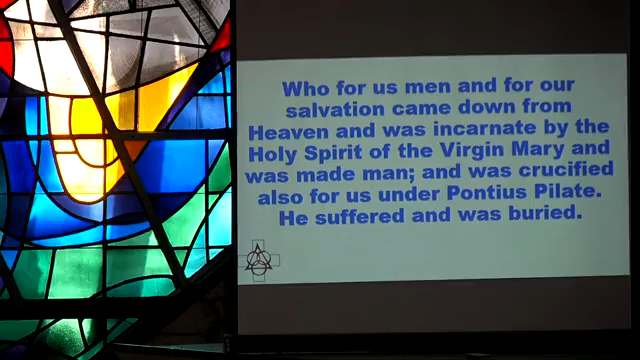 Who for us men and for our
salvation came down from
Heaven and was incarnate by the
Holy Spirit of the Virgin Mary and
was made man; and was crucified
also for us under Pontius Pilate.
He suffered and was buried.